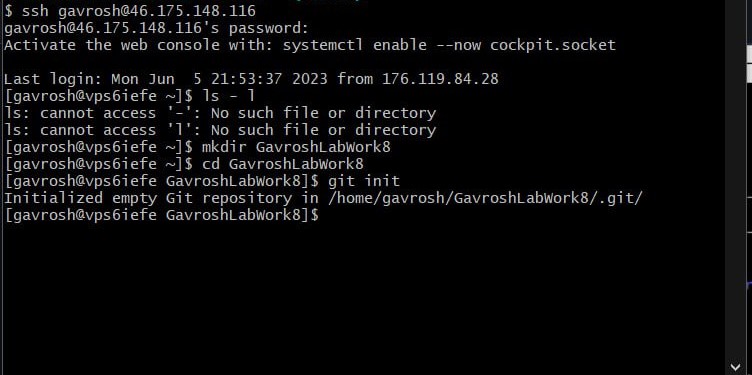 $ ssh gavrosh@46.175.148.116
gavrosh@46.175.148.116's password:
Activate the web console with: systemctl enable --now cockpit.socket
Last login: Mon Jun  5 21:53:37 2023 from 176.119.84.28
[gavrosh@vps6iefe ~]$ ls - l
ls: cannot access '-': No such file or directory
ls: cannot access 'l': No such file or directory
[gavrosh@vps6iefe ~]$ mkdir GavroshLabWork8
[gavrosh@vps6iefe ~]$ cd GavroshLabWork8
[gavrosh@vps6iefe GavroshLabWork8]$ git init
Initialized empty Git repository in /home/gavrosh/GavroshLabWork8/.git/
[gavrosh@vps6iefe GavroshLabWork8]$